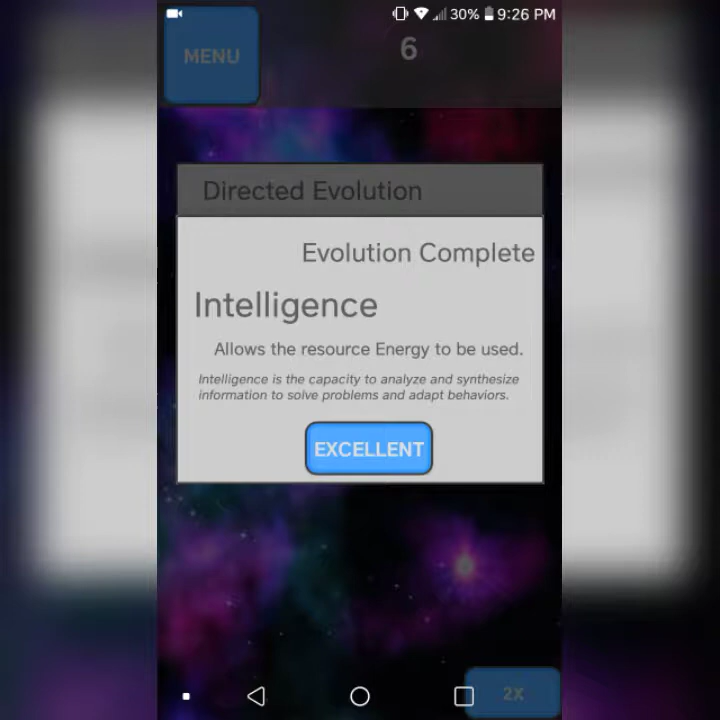 30% 9:26 PM
MENU
6
Directed Evolution
Evolution Complete
Intelligence
Allows the resource Energy to be used.
Intelligence is the capacity to analyze and synthesize
information to solve problems and adapt behaviors.
EXCELLENT
2X